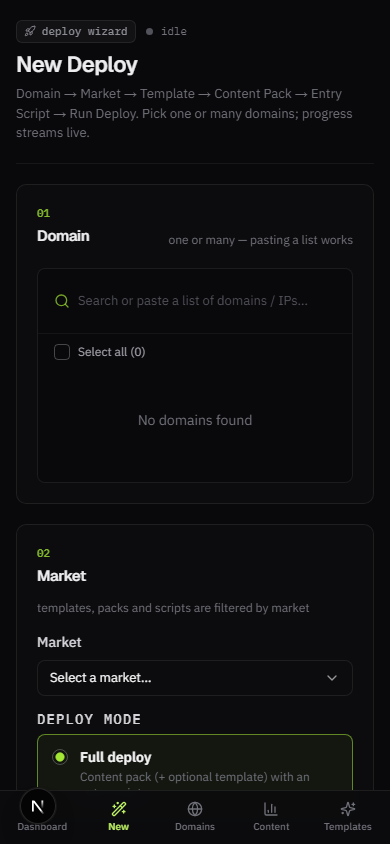 deploy wizard
idle
New Deploy
Domain → Market → Template → Content Pack → Entry
Script → Run Deploy. Pick one or many domains; progress
streams live.
01
Domain
one or many — pasting a list works
Search or paste a list of domains / IPs...
Select all (0)
No domains found
02
Market
templates, packs and scripts are filtered by market
Market
Select a market...
DEPLOY MODE
Full deploy
Content pack (+ optional template) with an
N
Dashboard
New
Domains
Content
Templates